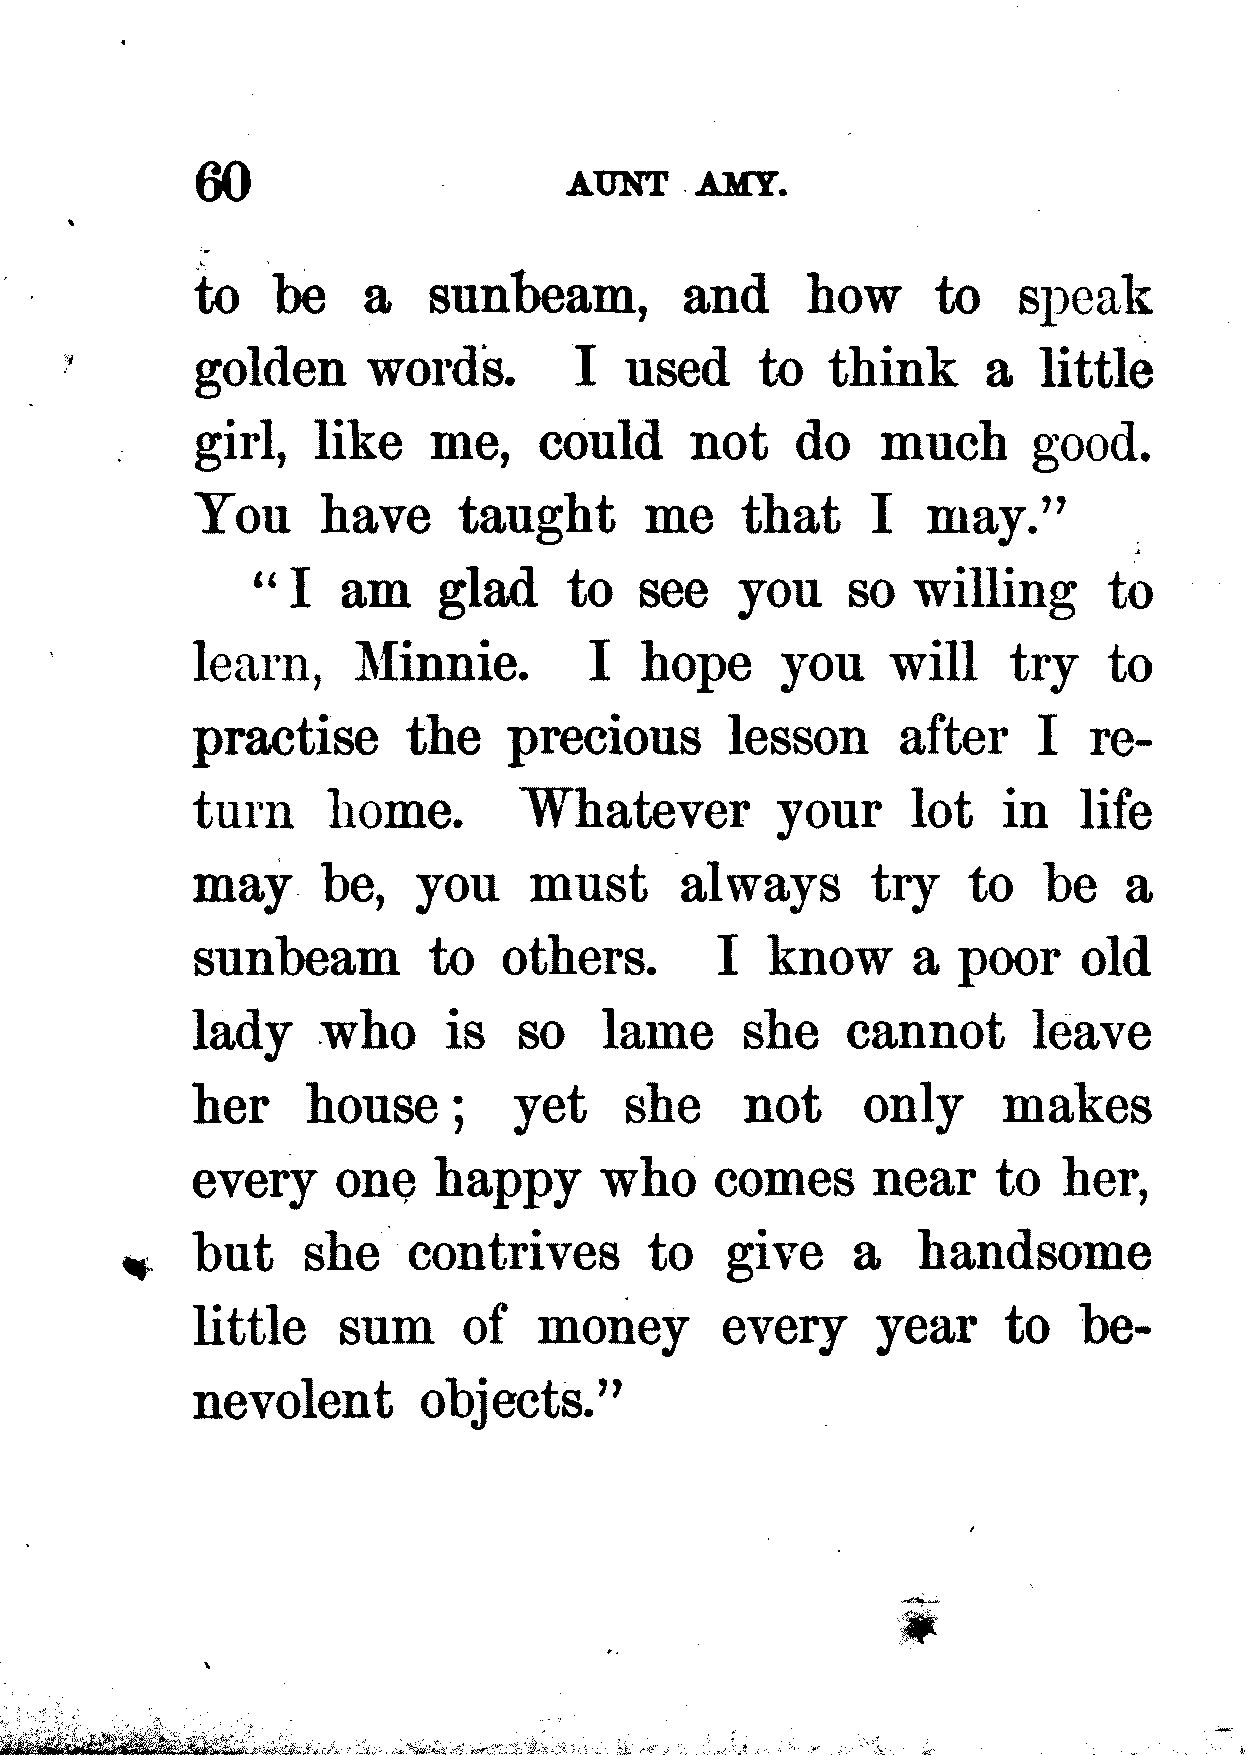 60 AUNT AMY.
to be a sunbeam, and how to speak
golden words. I used to think a little
girl, like me, could not do much good.
You have taught me that I may."
"I am glad to see you so willing to
learn, Minnie. I hope you will try to
practise the precious lesson after I re-
turn home. Whatever your lot in life
may be, you must always try to be a
sunbeam to others. I know a poor old
lady who is so lame she cannot leave
her house; yet she not only makes
every one happy who comes near to her,
but she contrives to give a handsome
little sum of money every year to be-
nevolent objects."